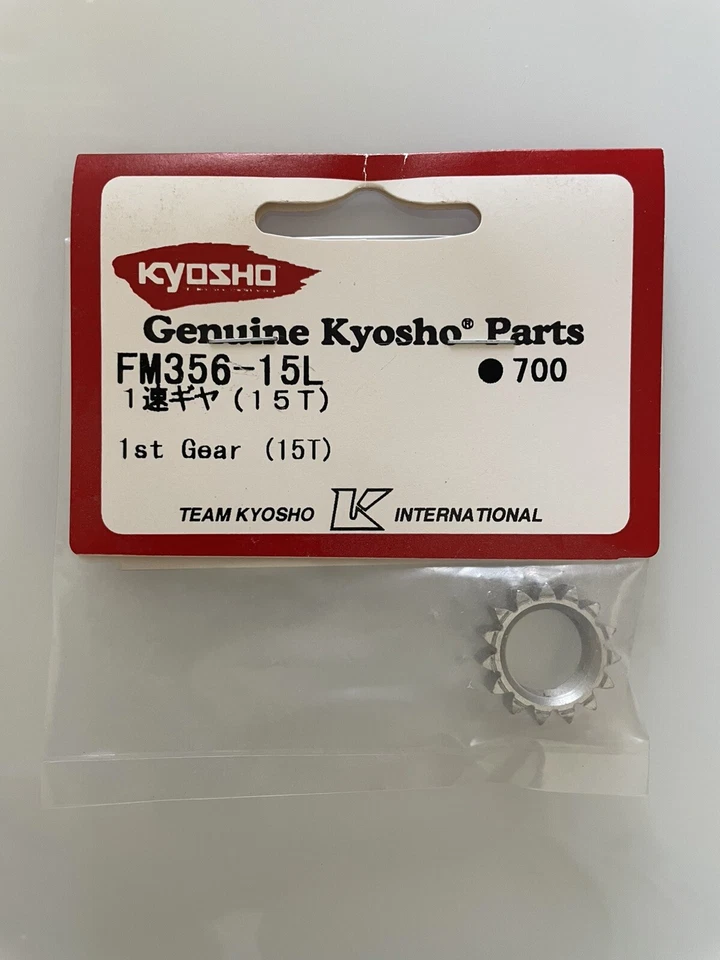 KYOSHO
Genuine Kyosho® Parts
FM356-15L ●700
1速ギヤ(15T)
1st Gear (15T)
TEAM KYOSHO K INTERNATIONAL